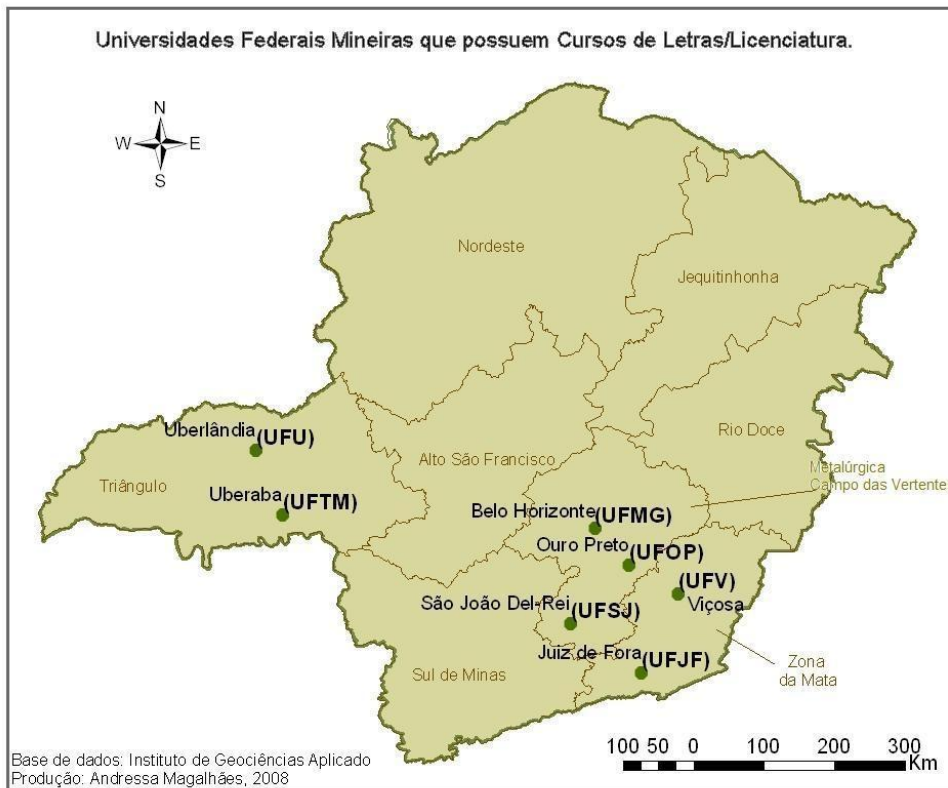 Universidades Federais Mineiras que possuem Cursos de Letras/Licenciatura.
N
W E
S
Nordeste
Jequitinhonha
Uberlândia (UFU)
Rio Doce
Alto São Francisco
Metalúrgica
Campo das Vertente
Triângulo
Uberaba (UFTM)
Belo Horizonte (UFMG)
Ouro Preto (UFOP)
(UFV)
Viçosa
São João Del-Rei (UFSJ)
Juiz de Fora (UFJF)
Zona
da Mata
Sul de Minas
Base de dados: Instituto de Geociências Aplicado
Produção: Andressa Magalhães, 2008
100 50 0 100 200 300
Km